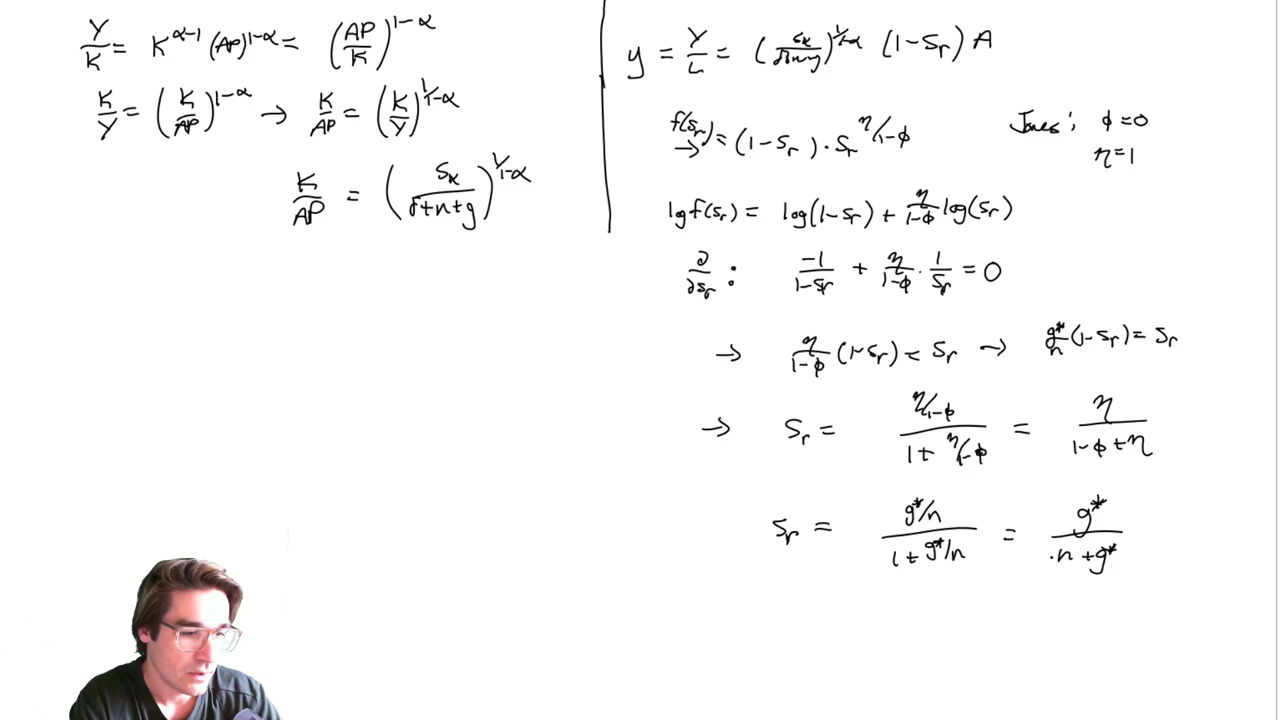 Y/K = K^(α-1) (AP)^(1-α) = (AP/K)^(1-α)
K/Y = (K/AP)^(1-α) → K/AP = (K/Y)^(1/1-α)
K/AP = (s_K/(δ+n+g))^(1/1-α)
y = Y/L = (s_K/(δ+n+g))^(1/1-α) (1-s_r) A
f(s_r) = (1-s_r) · s_r^(η/1-φ)
→
Jones: φ=0
η=1
log f(s_r) = log(1-s_r) + η/(1-φ) log(s_r)
∂/∂s_r : -1/(1-s_r) + η/(1-φ) · 1/s_r = 0
→ η/(1-φ) (1-s_r) = s_r → g*/n (1-s_r) = s_r
→ s_r = (η/1-φ)/(1 + η/1-φ) = η/(1-φ+η)
s_r = (g*/n)/(1 + g*/n) = g*/(n + g*)